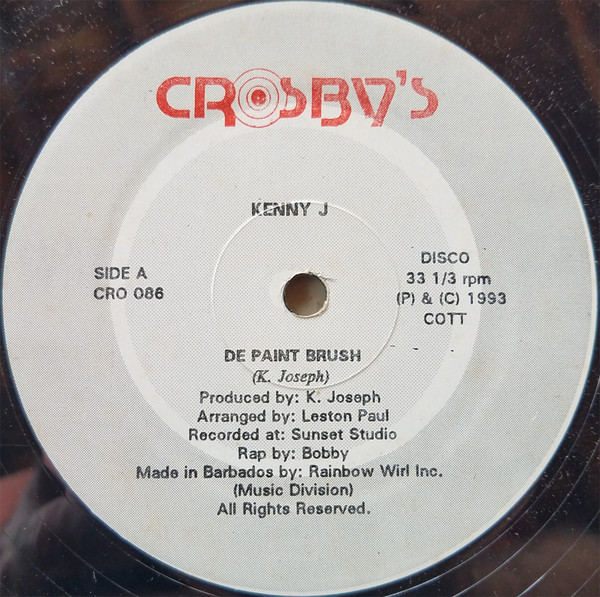 CROSBY'S
KENNY J
SIDE A
CRO 086
DISCO
33 1/3 rpm
(P) & (C) 1993
COTT
DE PAINT BRUSH
(K. Joseph)
Produced by: K. Joseph
Arranged by: Leston Paul
Recorded at: Sunset Studio
Rap by: Bobby
Made in Barbados by: Rainbow Wirl Inc.
(Music Division)
All Rights Reserved.